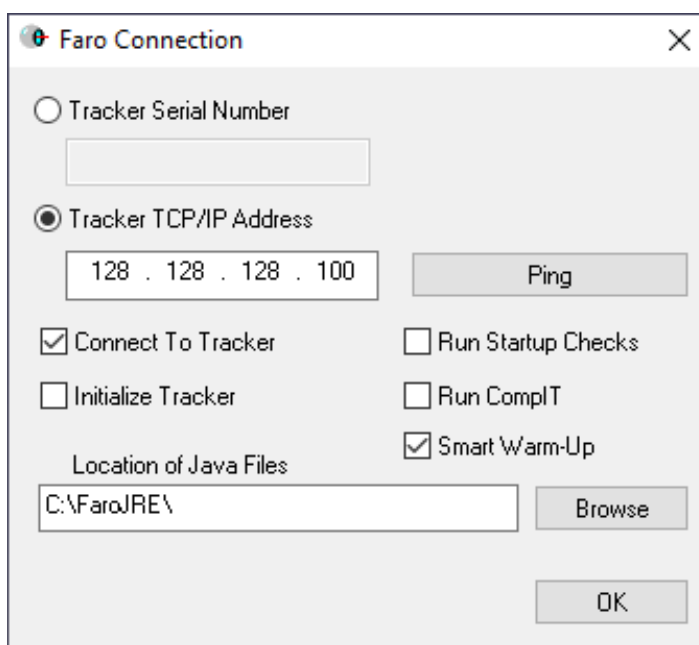 Faro Connection
Tracker Serial Number
Tracker TCP/IP Address
128 . 128 . 128 . 100
Ping
Connect To Tracker
Run Startup Checks
Initialize Tracker
Run CompIT
Smart Warm-Up
Location of Java Files
C:\FaroJRE\
Browse
OK